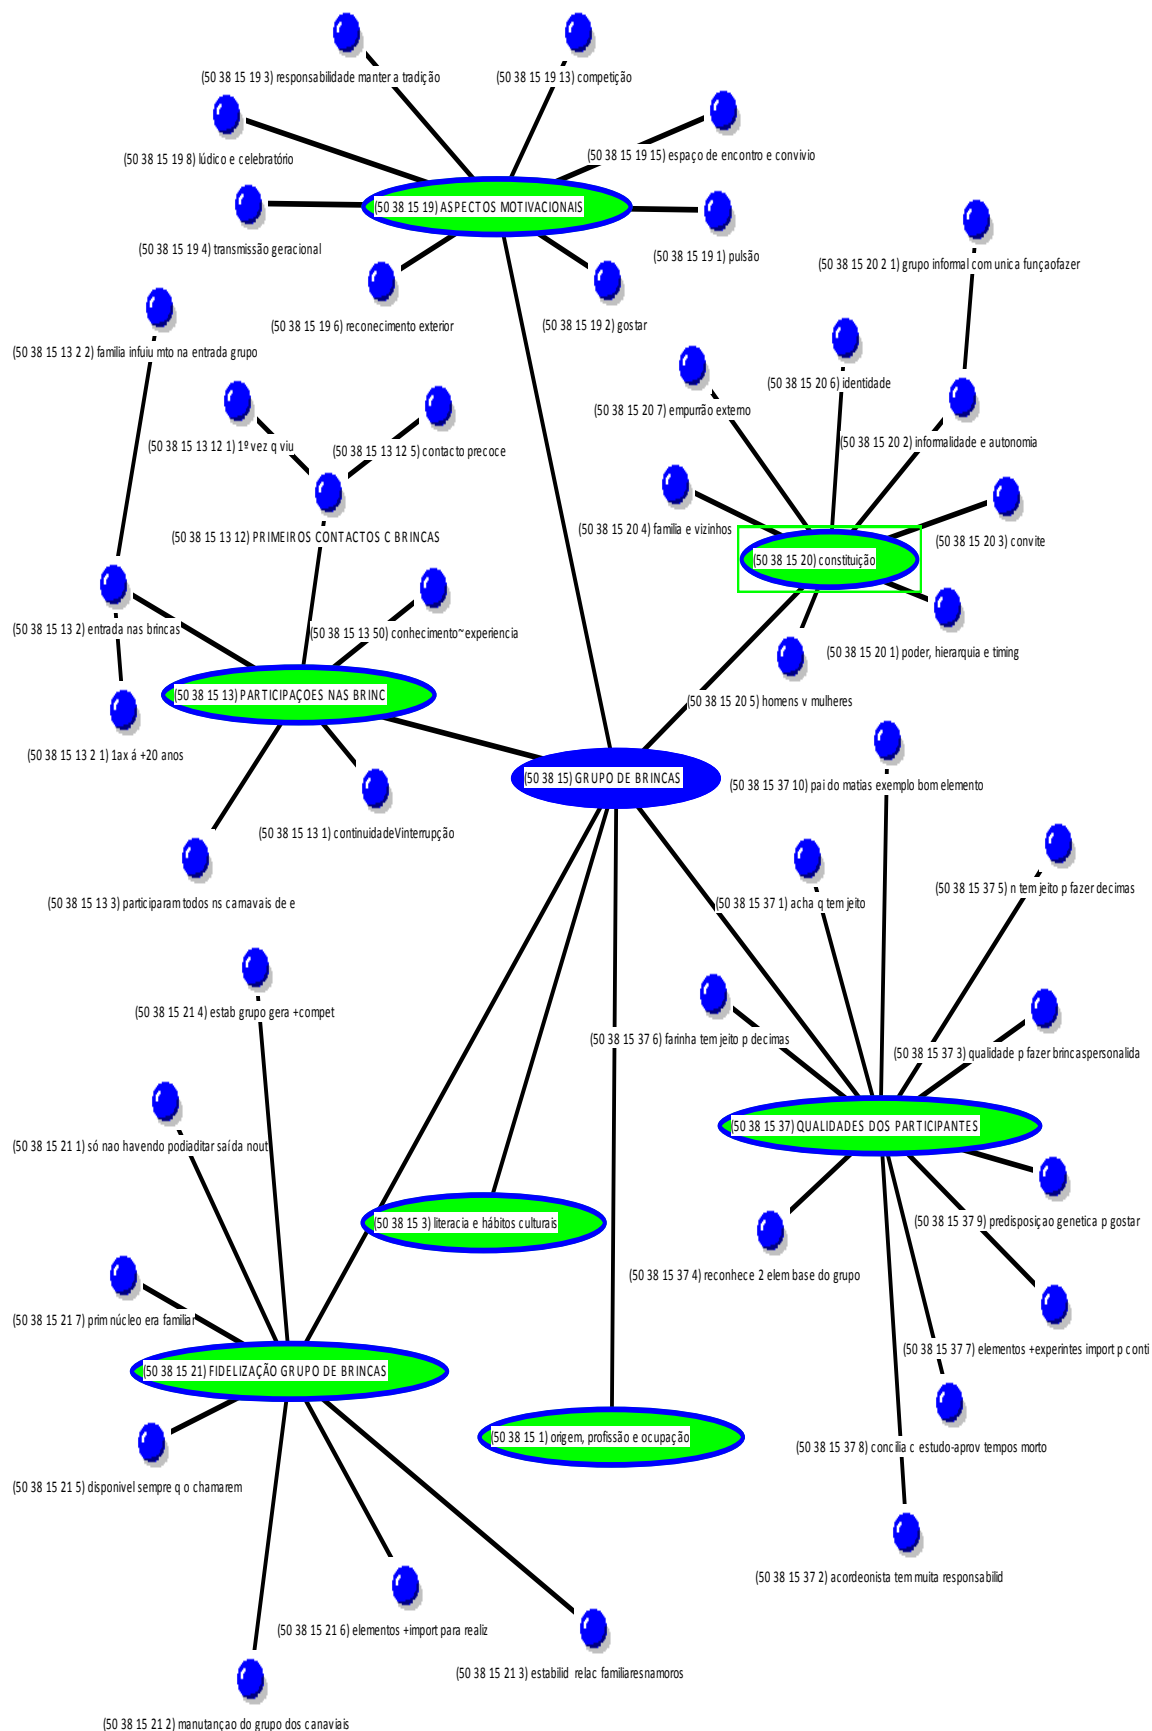 (50 38 15 19 3) responsabilidade manter a tradição
(50 38 15 19 13) competição
(50 38 15 19 8) lúdico e celebratório
(50 38 15 19 15) espaço de encontro e convivio
(50 38 15 19) ASPECTOS MOTIVACIONAIS
(50 38 15 19 4) transmissão geracional
(50 38 15 19 1) pulsão
(50 38 15 20 2 1) grupo informal com unica funçaofazer
(50 38 15 19 6) reconecimento exterior
(50 38 15 19 2) gostar
(50 38 15 13 2 2) familia infuiu mto na entrada grupo
(50 38 15 20 6) identidade
(50 38 15 20 7) empurrão externo
(50 38 15 13 12 1) 1º vez q viu
(50 38 15 13 12 5) contacto precoce
(50 38 15 20 2) informalidade e autonomia
(50 38 15 13 12) PRIMEIROS CONTACTOS C BRINCAS
(50 38 15 20 4) familia e vizinhos
(50 38 15 20 3) convite
(50 38 15 20) constituição
(50 38 15 13 2) entrada nas brincas
(50 38 15 13 50) conhecimento~experiencia
(50 38 15 20 1) poder, hierarquia e timing
(50 38 15 13) PARTICIPAÇOES NAS BRINC
(50 38 15 20 5) homens v mulheres
(50 38 15 13 2 1) 1ax á +20 anos
(50 38 15) GRUPO DE BRINCAS
(50 38 15 37 10) pai do matias exemplo bom elemento
(50 38 15 13 1) continuidadeVinterrupção
(50 38 15 37 5) n tem jeito p fazer decimas
(50 38 15 13 3) participaram todos ns carnavais de e
(50 38 15 37 1) acha q tem jeito
(50 38 15 21 4) estab grupo gera +compet
(50 38 15 37 6) farinha tem jeito p decimas
(50 38 15 37 3) qualidade p fazer brincaspersonalida
(50 38 15 37) QUALIDADES DOS PARTICIPANTES
(50 38 15 21 1) só nao havendo podiaditar saída nout
(50 38 15 3) literacia e hábitos culturais
(50 38 15 37 9) predisposiçao genetica p gostar
(50 38 15 37 4) reconhece 2 elem base do grupo
(50 38 15 21 7) prim núcleo era familiar
(50 38 15 37 7) elementos +experintes import p conti
(50 38 15 21) FIDELIZAÇÃO GRUPO DE BRINCAS
(50 38 15 1) origem, profissão e ocupação
(50 38 15 37 8) concilia c estudo-aprov tempos morto
(50 38 15 21 5) disponivel sempre q o chamarem
(50 38 15 37 2) acordeonista tem muita responsabilid
(50 38 15 21 6) elementos +import para realiz
(50 38 15 21 3) estabilid relac familiaresnamoros
(50 38 15 21 2) manutançao do grupo dos canaviais